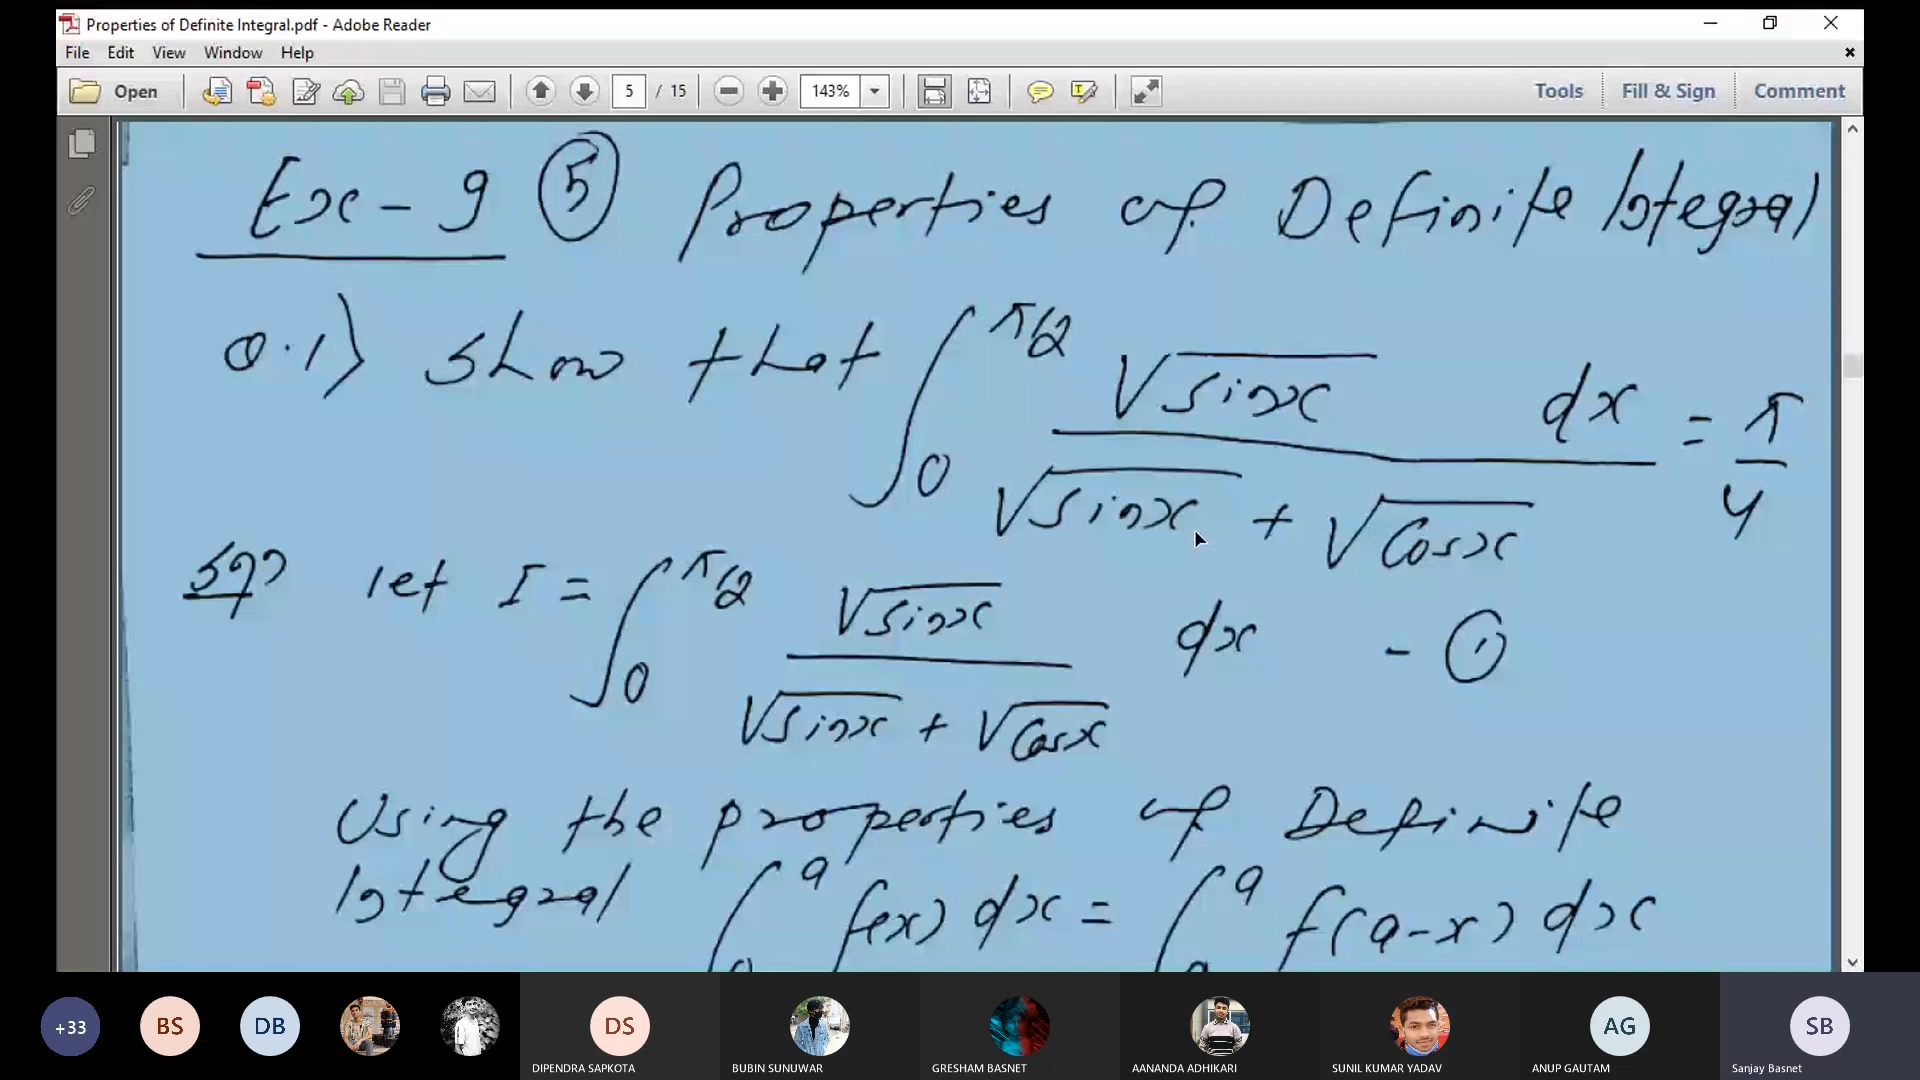 Properties of Definite Integral.pdf - Adobe Reader
File Edit View Window Help
Open 5 / 15 143% Tools Fill & Sign Comment
Ex - 9 ⑤ Properties of Definite Integral
Q.1) Show that ∫₀^π/2 √sinx dx / (√sinx + √cosx) = π/4
Solⁿ let I = ∫₀^π/2 √sinx / (√sinx + √cosx) dx - ①
Using the properties of Definite
Integral ∫₀^a f(x) dx = ∫₀^a f(a-x) dx
+33 BS DB DS AG SB
DIPENDRA SAPKOTA BUBIN SUNUWAR GRESHAM BASNET AANANDA ADHIKARI SUNIL KUMAR YADAV ANUP GAUTAM Sanjay Basnet